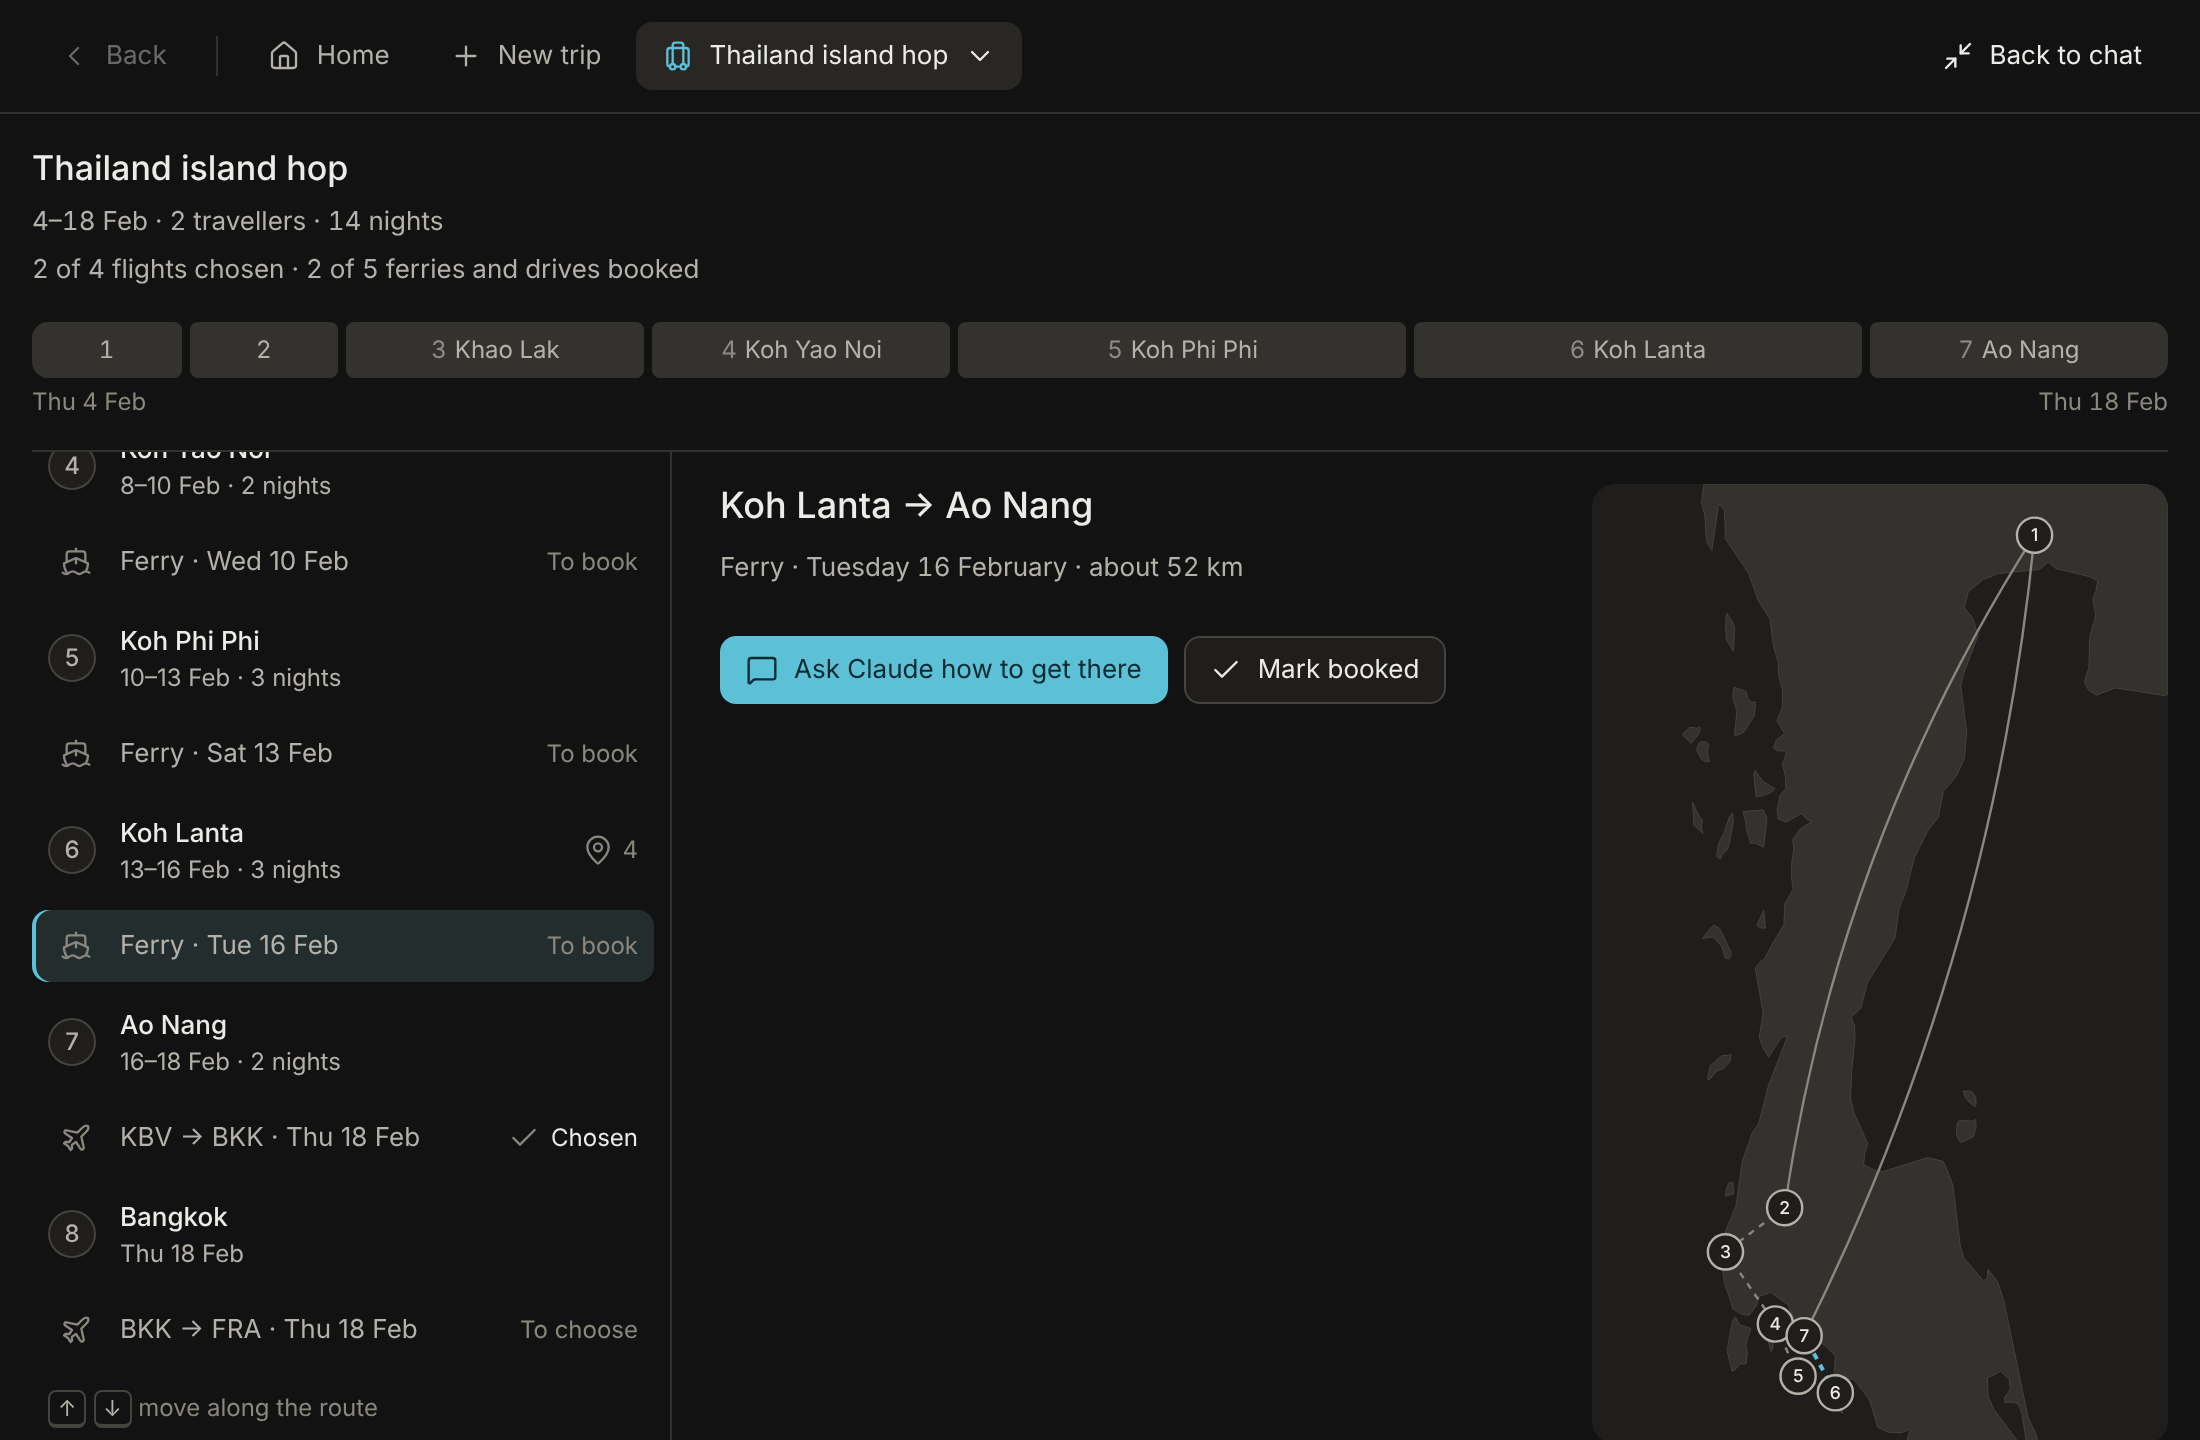 Back
Home
New trip
Thailand island hop
Back to chat
Thailand island hop
4–18 Feb · 2 travellers · 14 nights
2 of 4 flights chosen · 2 of 5 ferries and drives booked
1
2
3 Khao Lak
4 Koh Yao Noi
5 Koh Phi Phi
6 Koh Lanta
7 Ao Nang
Thu 4 Feb
Thu 18 Feb
4
Koh Yao Noi
8–10 Feb · 2 nights
Ferry · Wed 10 Feb
To book
5
Koh Phi Phi
10–13 Feb · 3 nights
Ferry · Sat 13 Feb
To book
6
Koh Lanta
13–16 Feb · 3 nights
4
Ferry · Tue 16 Feb
To book
7
Ao Nang
16–18 Feb · 2 nights
KBV → BKK · Thu 18 Feb
Chosen
8
Bangkok
Thu 18 Feb
BKK → FRA · Thu 18 Feb
To choose
↑ ↓ move along the route
Koh Lanta → Ao Nang
Ferry · Tuesday 16 February · about 52 km
Ask Claude how to get there
Mark booked
1
2
3
4
7
5
6